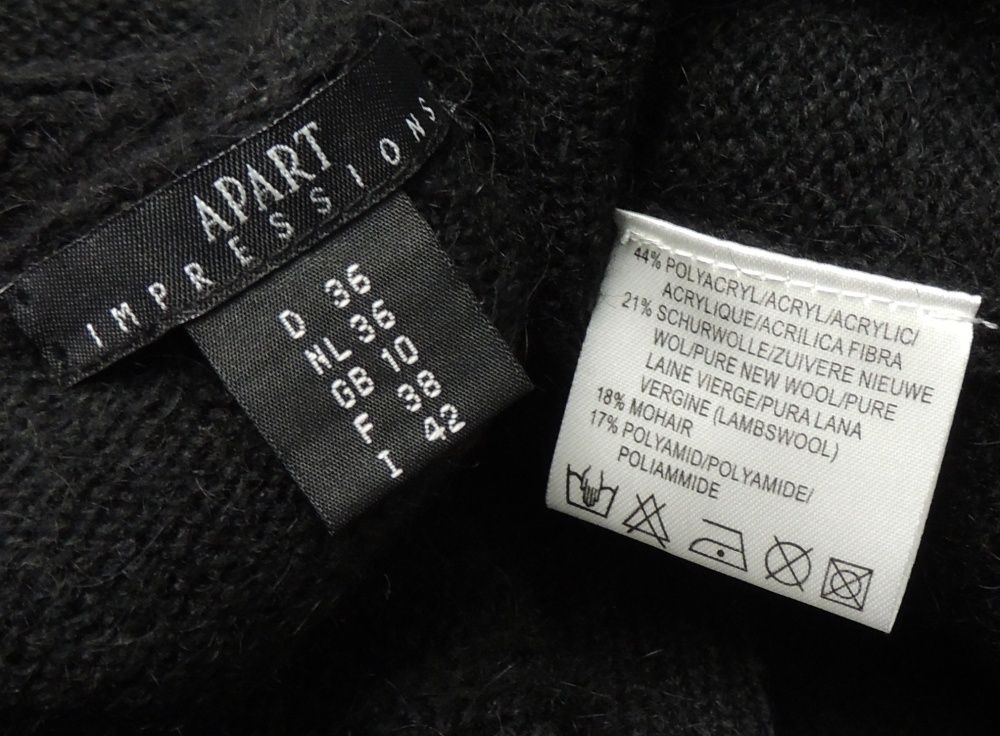 APART
IMPRESSIONS
D 36
NL 36
GB 10
F 38
I 42
44% POLYACRYL/ACRYL/ACRYLIC/
ACRYLIQUE/ACRILICA FIBRA
21% SCHURWOLLE/ZUIVERE NIEUWE
WOL/PURE NEW WOOL/PURE
LAINE VIERGE/PURA LANA
VERGINE (LAMBSWOOL)
18% MOHAIR
17% POLYAMID/POLYAMIDE/
POLIAMMIDE